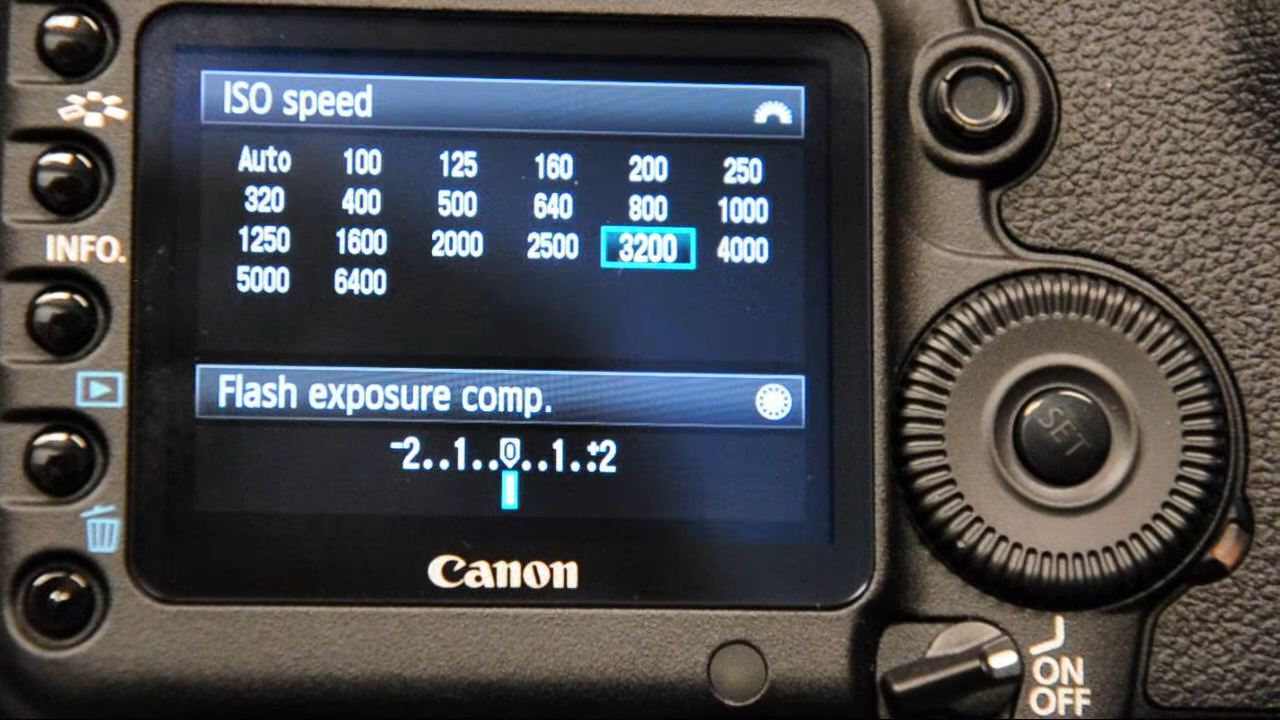 ISO speed
Auto 100 125 160 200 250
320 400 500 640 800 1000
1250 1600 2000 2500 3200 4000
5000 6400
INFO.
Flash exposure comp.
-2..1..0..1..+2
SET
Canon
ON
OFF